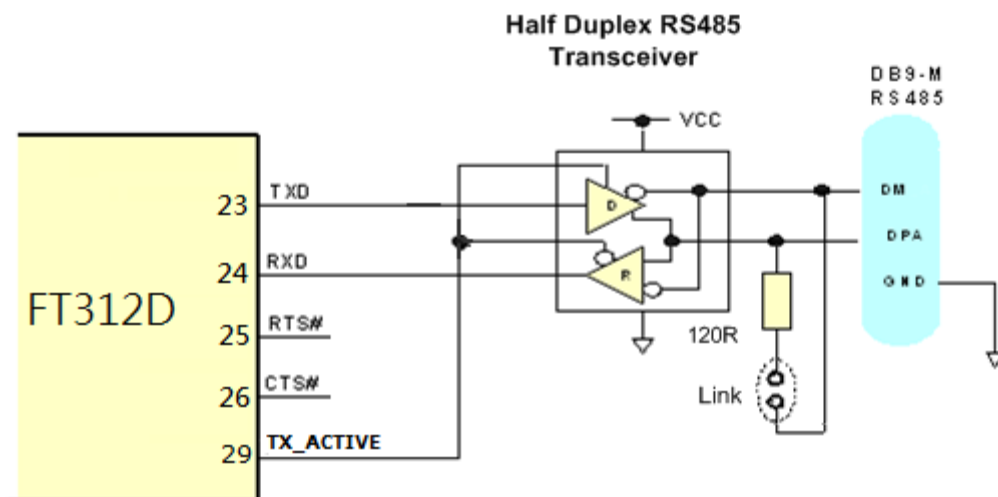 Half Duplex RS485
Transceiver
DB9-M
RS485
VCC
TXD
23
D
DM
DPA
RXD
24
R
GND
FT312D
RTS#
25
120R
CTS#
26
Link
TX_ACTIVE
29